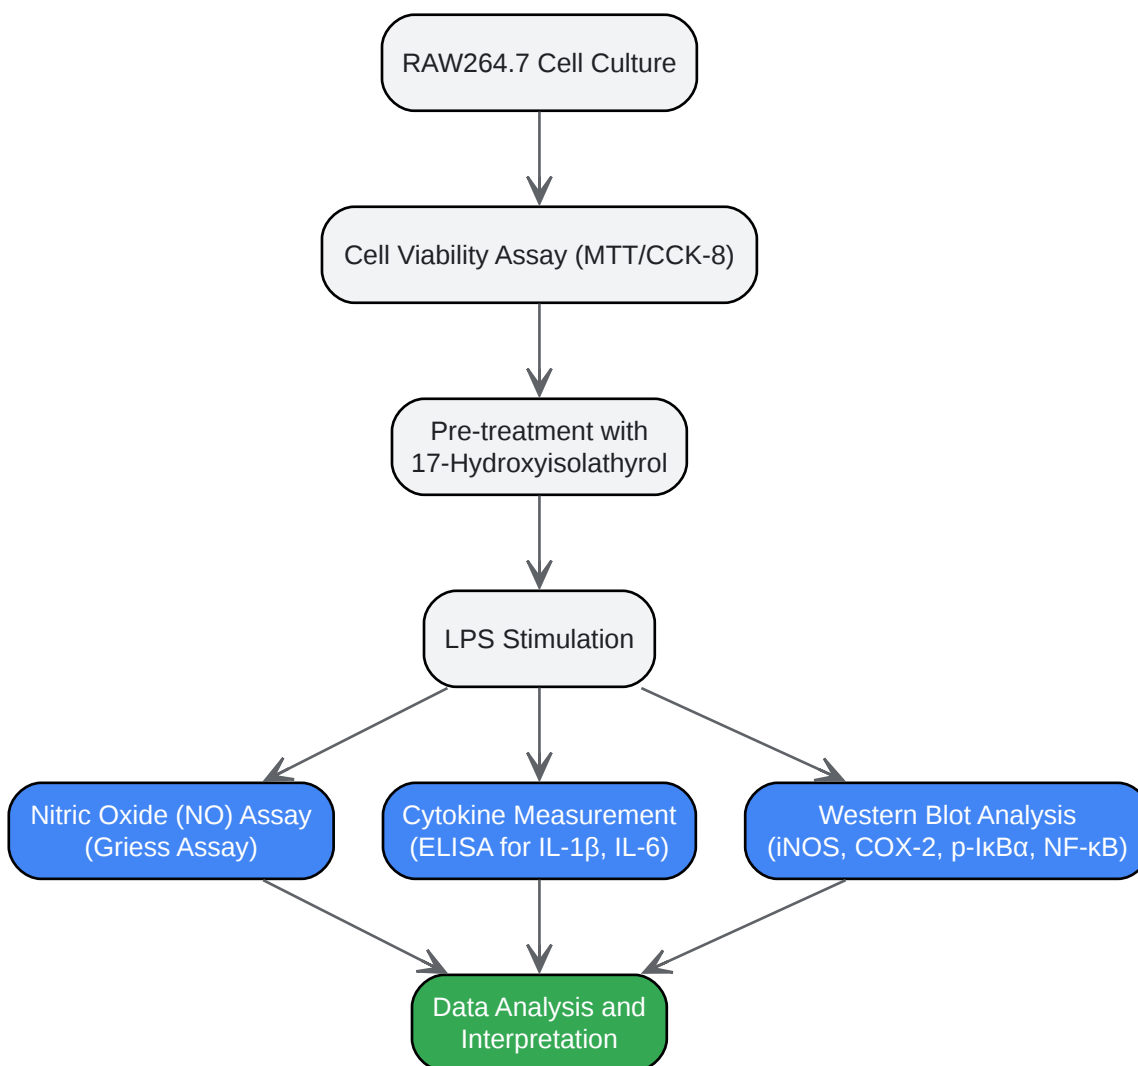 RAW264.7 Cell Culture
Cell Viability Assay (MTT/CCK-8)
Pre-treatment with
17-Hydroxyisolathyrol
LPS Stimulation
Nitric Oxide (NO) Assay
(Griess Assay)
Cytokine Measurement
(ELISA for IL-1β, IL-6)
Western Blot Analysis
(iNOS, COX-2, p-IκBα, NF-κB)
Data Analysis and
Interpretation